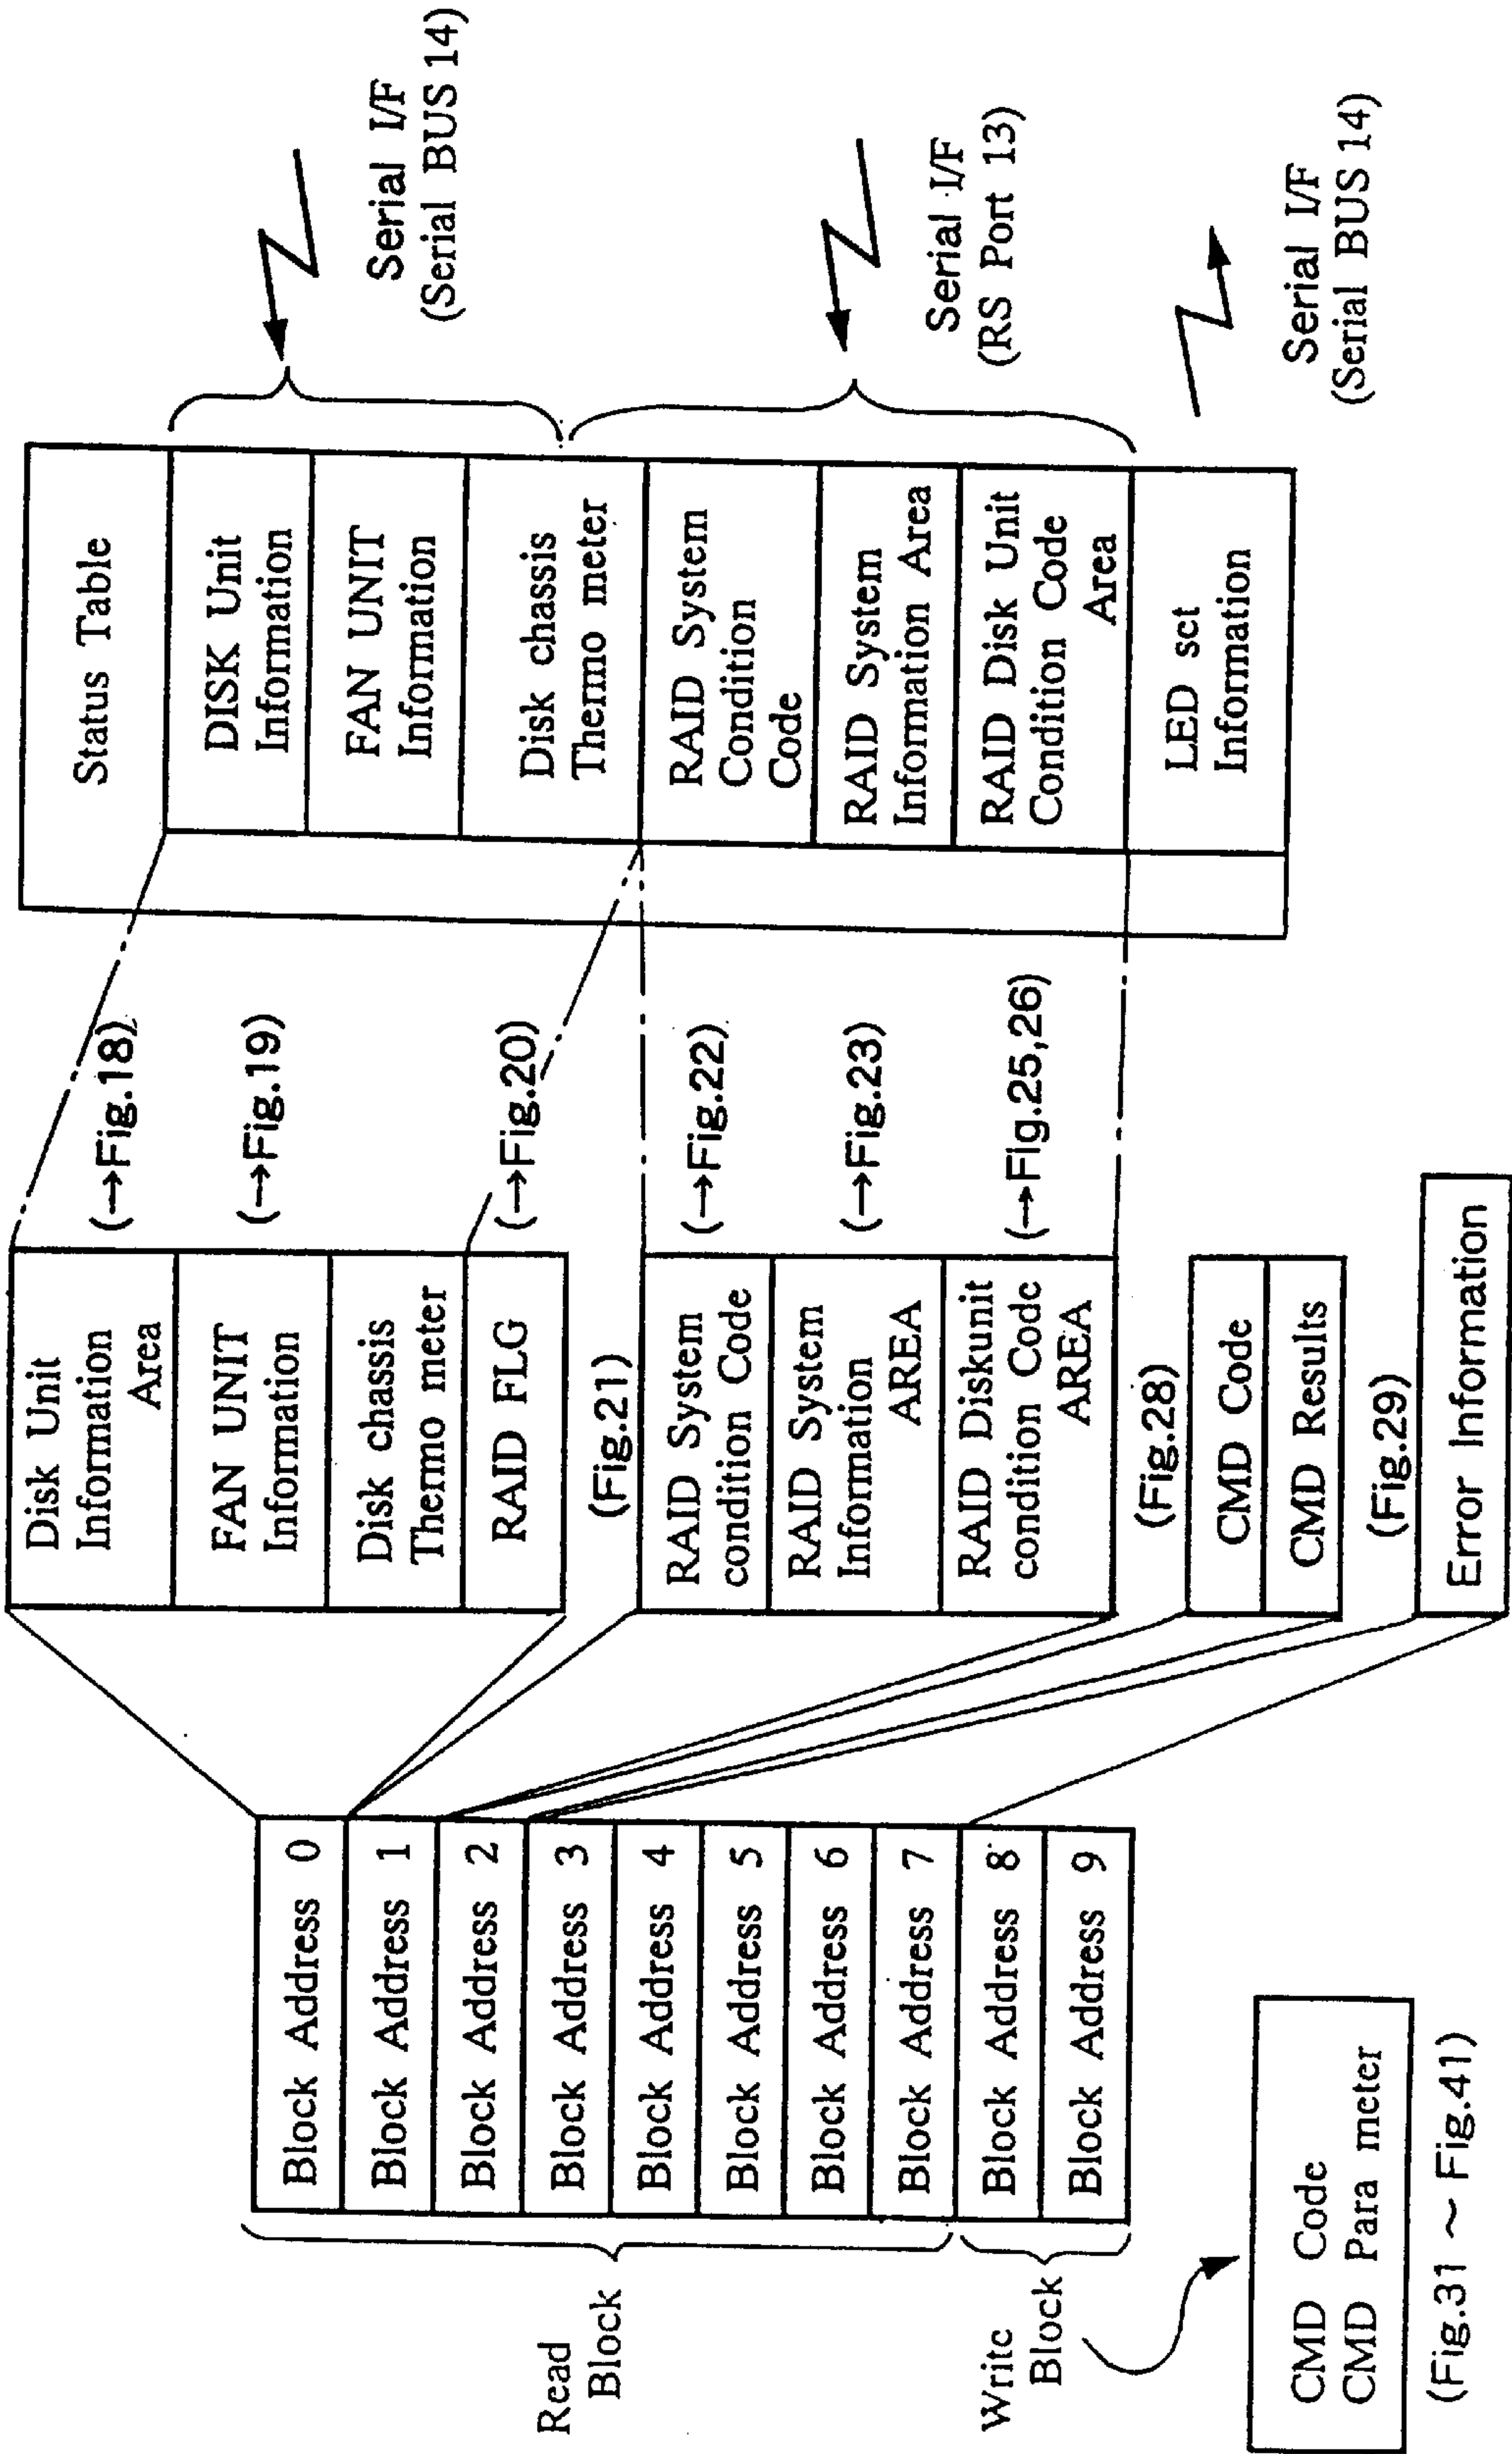 Read
Block
Write
Block
Block Address 0
Block Address 1
Block Address 2
Block Address 3
Block Address 4
Block Address 5
Block Address 6
Block Address 7
Block Address 8
Block Address 9
CMD Code
CMD Para meter
(Fig.31 ~ Fig.41)
Disk Unit
Information
Area
FAN UNIT
Information
Disk chassis
Thermo meter
RAID FLG
(Fig.21)
RAID System
condition Code
RAID System
Information
AREA
RAID Diskunit
condition Code
AREA
(Fig.28)
CMD Code
CMD Results
(Fig.29)
Error Information
(→Fig.18)
(→Fig.19)
(→Fig.20)
(→Fig.22)
(→Fig.23)
(→Fig.25,26)
Status Table
DISK Unit
Information
FAN UNIT
Information
Disk chassis
Thermo meter
RAID System
Condition
Code
RAID System
Information Area
RAID Disk Unit
Condition Code
Area
LED set
Information
Serial I/F
(Serial BUS 14)
Serial I/F
(RS Port 13)
Serial I/F
(Serial BUS 14)